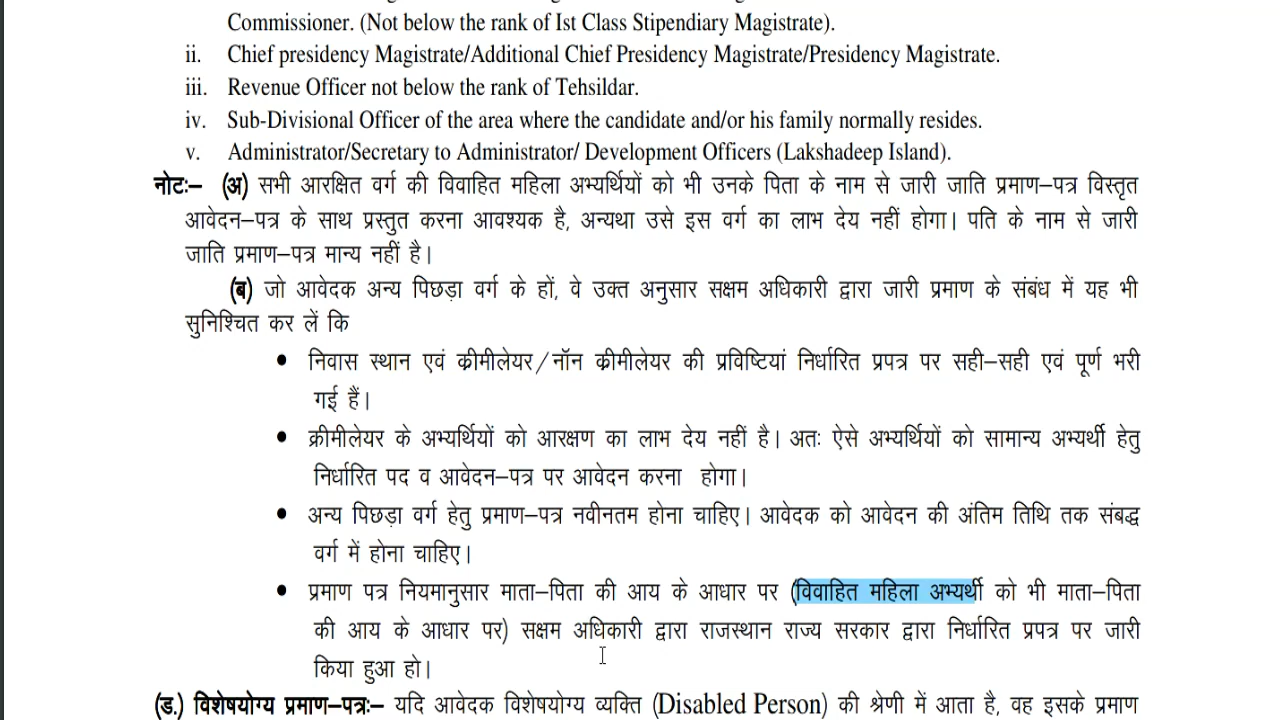 Commissioner. (Not below the rank of Ist Class Stipendiary Magistrate).
ii. Chief presidency Magistrate/Additional Chief Presidency Magistrate/Presidency Magistrate.
iii. Revenue Officer not below the rank of Tehsildar.
iv. Sub-Divisional Officer of the area where the candidate and/or his family normally resides.
v. Administrator/Secretary to Administrator/ Development Officers (Lakshadeep Island).
नोटः– (अ) सभी आरक्षित वर्ग की विवाहित महिला अभ्यर्थियों को भी उनके पिता के नाम से जारी जाति प्रमाण–पत्र विस्तृत
आवेदन–पत्र के साथ प्रस्तुत करना आवश्यक है, अन्यथा उसे इस वर्ग का लाभ देय नहीं होगा। पति के नाम से जारी
जाति प्रमाण–पत्र मान्य नहीं है।
(ब) जो आवेदक अन्य पिछड़ा वर्ग के हों, वे उक्त अनुसार सक्षम अधिकारी द्वारा जारी प्रमाण के संबंध में यह भी
सुनिश्चित कर लें कि
• निवास स्थान एवं क्रीमीलेयर/नॉन क्रीमीलेयर की प्रविष्टियां निर्धारित प्रपत्र पर सही–सही एवं पूर्ण भरी
गई हैं।
• क्रीमीलेयर के अभ्यर्थियों को आरक्षण का लाभ देय नहीं है। अतः ऐसे अभ्यर्थियों को सामान्य अभ्यर्थी हेतु
निर्धारित पद व आवेदन–पत्र पर आवेदन करना होगा।
• अन्य पिछड़ा वर्ग हेतु प्रमाण–पत्र नवीनतम होना चाहिए। आवेदक को आवेदन की अंतिम तिथि तक संबद्ध
वर्ग में होना चाहिए।
• प्रमाण पत्र नियमानुसार माता–पिता की आय के आधार पर (विवाहित महिला अभ्यर्थी को भी माता–पिता
की आय के आधार पर) सक्षम अधिकारी द्वारा राजस्थान राज्य सरकार द्वारा निर्धारित प्रपत्र पर जारी
किया हुआ हो।
(ड.) विशेषयोग्य प्रमाण–पत्रः– यदि आवेदक विशेषयोग्य व्यक्ति (Disabled Person) की श्रेणी में आता है, वह इसके प्रमाण